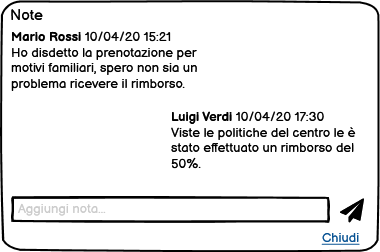 Note
Mario Rossi 10/04/20 15:21
Ho disdetto la prenotazione per
motivi familiari, spero non sia un
problema ricevere il rimborso.
Luigi Verdi 10/04/20 17:30
Viste le politiche del centro le è
stato effettuato un rimborso del
50%.
Aggiungi nota...
Chiudi